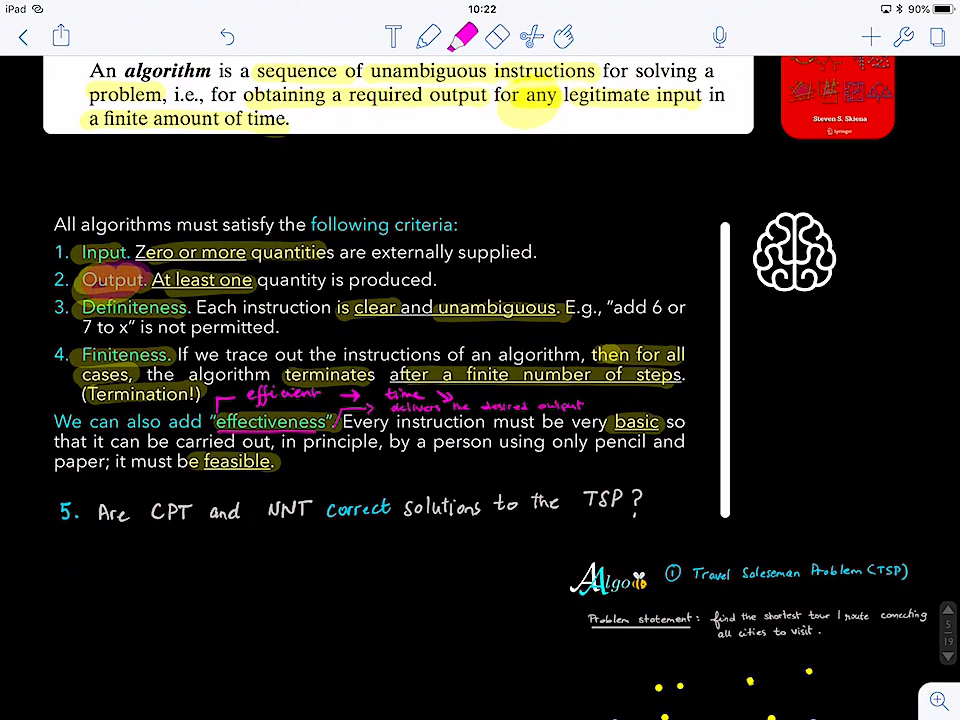 iPad
10:22
90%
T
An algorithm is a sequence of unambiguous instructions for solving a
problem, i.e., for obtaining a required output for any legitimate input in
a finite amount of time.
Steven S. Skiena
Springer
All algorithms must satisfy the following criteria:
1. Input. Zero or more quantities are externally supplied.
2. Output. At least one quantity is produced.
3. Definiteness. Each instruction is clear and unambiguous. E.g., "add 6 or
7 to x" is not permitted.
4. Finiteness. If we trace out the instructions of an algorithm, then for all
cases, the algorithm terminates after a finite number of steps.
(Termination!)
efficient → time
delivers the desired output
We can also add "effectiveness". Every instruction must be very basic so
that it can be carried out, in principle, by a person using only pencil and
paper; it must be feasible.
5. Are CPT and NNT correct solutions to the TSP?
Algo
① Travel Salesman Problem (TSP)
Problem statement: find the shortest tour / route connecting
all cities to visit.
5
19